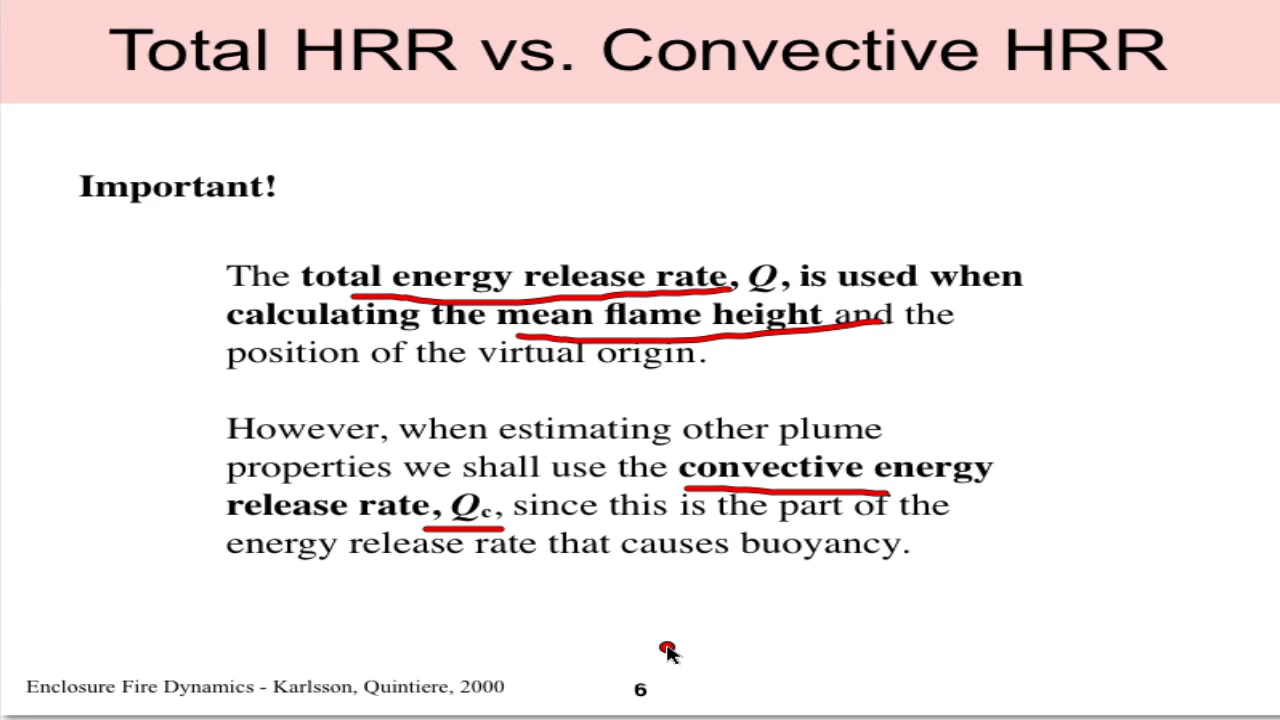 Total HRR vs. Convective HRR
Important!
The total energy release rate, Q, is used when
calculating the mean flame height and the
position of the virtual origin.
However, when estimating other plume
properties we shall use the convective energy
release rate, Qc, since this is the part of the
energy release rate that causes buoyancy.
Enclosure Fire Dynamics - Karlsson, Quintiere, 2000
6